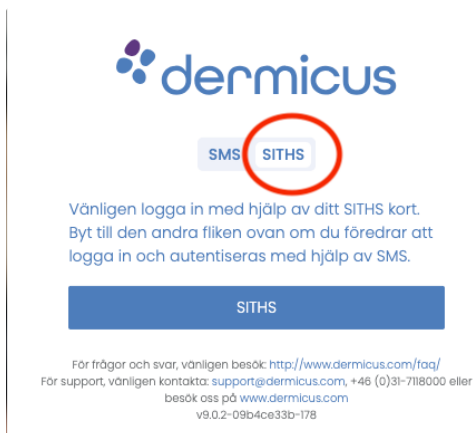 dermicus
SMS SITHS
Vänligen logga in med hjälp av ditt SITHS kort.
Byt till den andra fliken ovan om du föredrar att
logga in och autentiseras med hjälp av SMS.
SITHS
För frågor och svar, vänligen besök: http://www.dermicus.com/faq/
För support, vänligen kontakta: support@dermicus.com, +46 (0)31-7118000 eller
besök oss på www.dermicus.com
v9.0.2-09b4ce33b-178